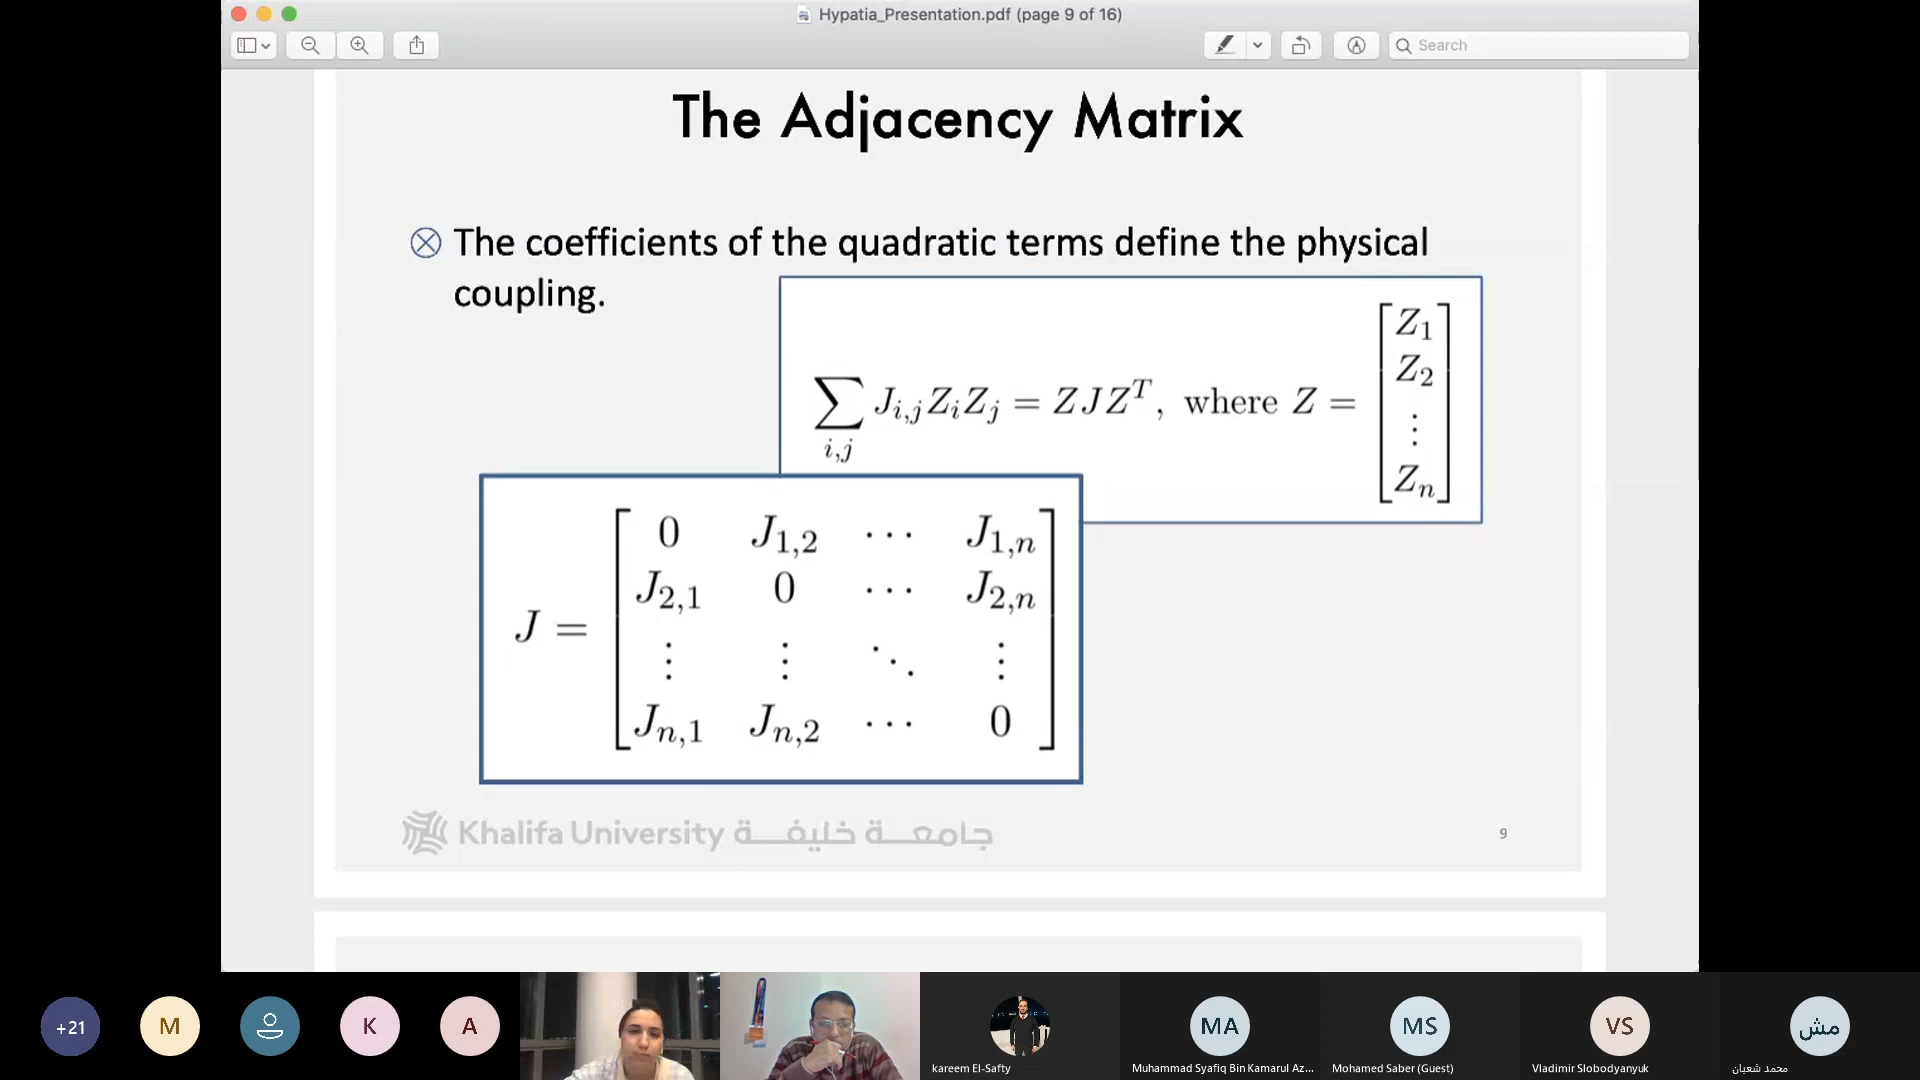 Hypatia_Presentation.pdf (page 9 of 16)
Search
The Adjacency Matrix
The coefficients of the quadratic terms define the physical
coupling.
∑_{i,j} J_{i,j} Z_i Z_j = Z J Z^T, where Z = [Z_1 Z_2 ⋮ Z_n]
J = [
0 J_{1,2} ⋯ J_{1,n}
J_{2,1} 0 ⋯ J_{2,n}
⋮ ⋮ ⋱ ⋮
J_{n,1} J_{n,2} ⋯ 0
]
Khalifa University جامعة خليفة
9
+21
M
K
A
MA
MS
VS
مش
kareem El-Safty
Muhammad Syafiq Bin Kamarul Az...
Mohamed Saber (Guest)
Vladimir Slobodyanyuk
محمد شعبان